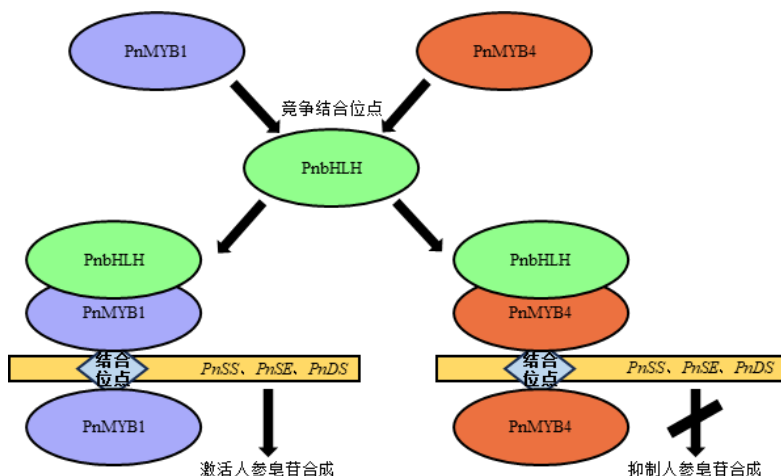 PnMYB1
PnMYB4
竞争结合位点
PnbHLH
PnbHLH
PnbHLH
PnMYB1
PnMYB4
结合
位点
PnSS、PnSE、PnDS
结合
位点
PnSS、PnSE、PnDS
PnMYB1
PnMYB4
激活人参皂苷合成
抑制人参皂苷合成